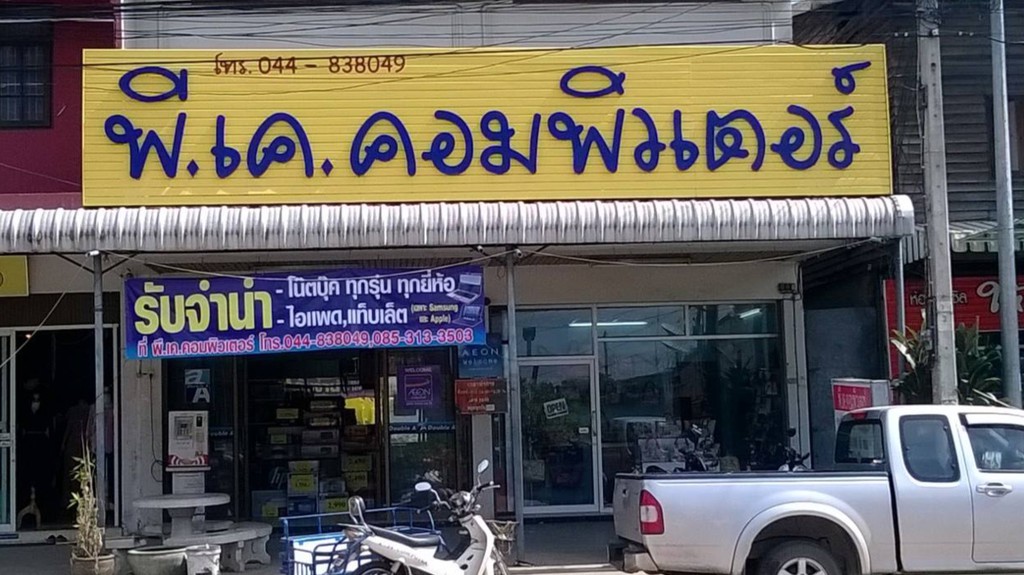 โทร. 044 - 838049
พี.เค. คอมพิวเตอร์
รับจำนำ
- โน๊ตบุ๊ค ทุกรุ่น ทุกยี่ห้อ
- ไอแพด,แท็บเล็ต (เฉพาะ Samsung และ Apple)
ที่ พี.เค.คอมพิวเตอร์ โทร.044-838049,085-313-3503
AEON
WELCOME
AEON
OPEN
Double A
A